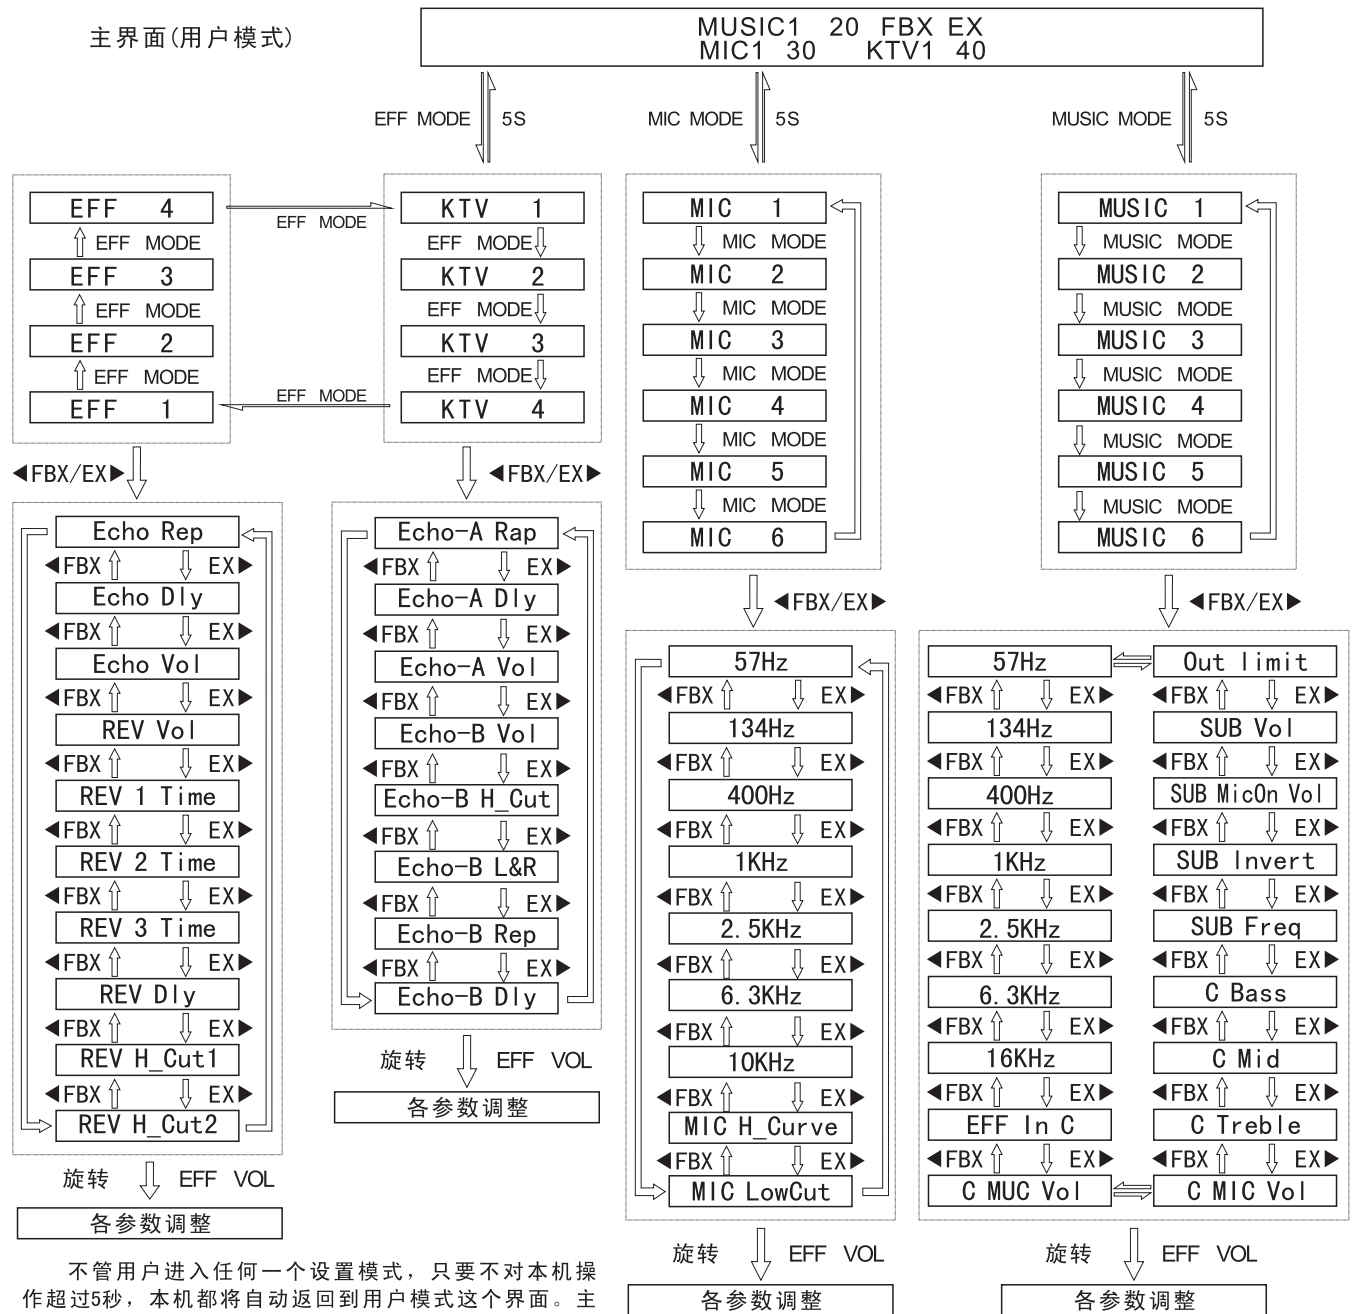 主界面(用户模式)
MUSIC1 20 FBX EX
MIC1 30 KTV1 40
EFF MODE 5S
MIC MODE 5S
MUSIC MODE 5S
EFF 4
EFF MODE
EFF 3
EFF MODE
EFF 2
EFF MODE
EFF 1
EFF MODE
EFF MODE
KTV 1
EFF MODE
KTV 2
EFF MODE
KTV 3
EFF MODE
KTV 4
MIC 1
MIC MODE
MIC 2
MIC MODE
MIC 3
MIC MODE
MIC 4
MIC MODE
MIC 5
MIC MODE
MIC 6
MUSIC 1
MUSIC MODE
MUSIC 2
MUSIC MODE
MUSIC 3
MUSIC MODE
MUSIC 4
MUSIC MODE
MUSIC 5
MUSIC MODE
MUSIC 6
◀FBX/EX▶
Echo Rep
◀FBX EX▶
Echo Dly
◀FBX EX▶
Echo Vol
◀FBX EX▶
REV Vol
◀FBX EX▶
REV 1 Time
◀FBX EX▶
REV 2 Time
◀FBX EX▶
REV 3 Time
◀FBX EX▶
REV Dly
◀FBX EX▶
REV H_Cut1
◀FBX EX▶
REV H_Cut2
旋转 EFF VOL
各参数调整
◀FBX/EX▶
Echo-A Rap
◀FBX EX▶
Echo-A Dly
◀FBX EX▶
Echo-A Vol
◀FBX EX▶
Echo-B Vol
◀FBX EX▶
Echo-B H_Cut
◀FBX EX▶
Echo-B L&R
◀FBX EX▶
Echo-B Rep
◀FBX EX▶
Echo-B Dly
旋转 EFF VOL
各参数调整
◀FBX/EX▶
57Hz
◀FBX EX▶
134Hz
◀FBX EX▶
400Hz
◀FBX EX▶
1KHz
◀FBX EX▶
2.5KHz
◀FBX EX▶
6.3KHz
◀FBX EX▶
10KHz
◀FBX EX▶
MIC H_Curve
◀FBX EX▶
MIC LowCut
旋转 EFF VOL
各参数调整
◀FBX/EX▶
57Hz
◀FBX EX▶
134Hz
◀FBX EX▶
400Hz
◀FBX EX▶
1KHz
◀FBX EX▶
2.5KHz
◀FBX EX▶
6.3KHz
◀FBX EX▶
16KHz
◀FBX EX▶
EFF In C
◀FBX EX▶
C MUC Vol
Out limit
◀FBX EX▶
SUB Vol
◀FBX EX▶
SUB MicOn Vol
◀FBX EX▶
SUB Invert
◀FBX EX▶
SUB Freq
◀FBX EX▶
C Bass
◀FBX EX▶
C Mid
◀FBX EX▶
C Treble
◀FBX EX▶
C MIC Vol
旋转 EFF VOL
各参数调整
不管用户进入任何一个设置模式，只要不对本机操
作超过5秒，本机都将自动返回到用户模式这个界面。主